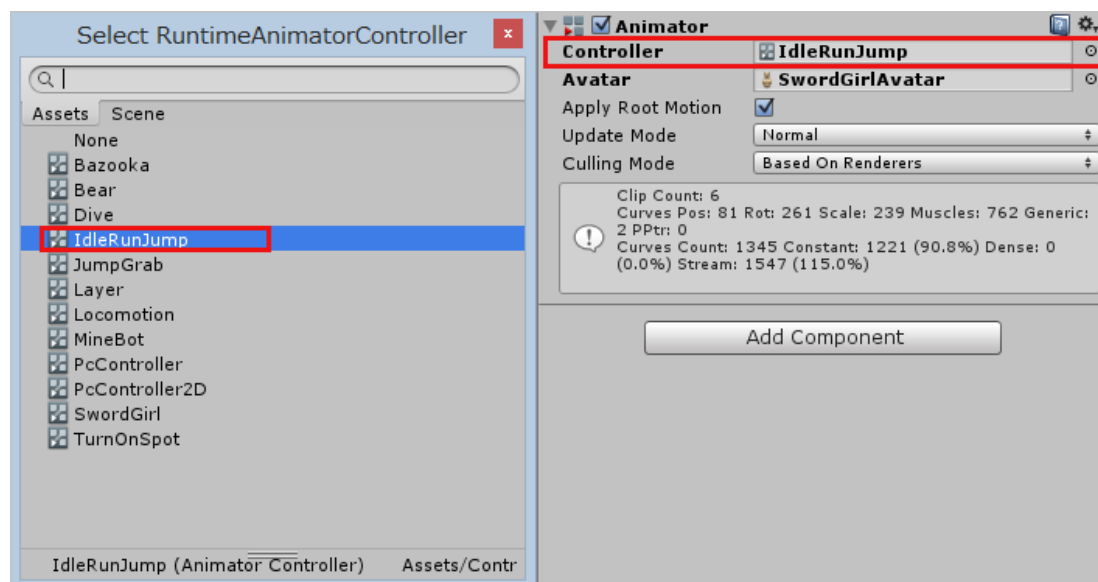 Select RuntimeAnimatorController
x
Assets Scene
None
Bazooka
Bear
Dive
IdleRunJump
JumpGrab
Layer
Locomotion
MineBot
PcController
PcController2D
SwordGirl
TurnOnSpot
IdleRunJump (Animator Controller) Assets/Contr
Animator
Controller IdleRunJump
Avatar SwordGirlAvatar
Apply Root Motion
Update Mode Normal
Culling Mode Based On Renderers
Clip Count: 6
Curves Pos: 81 Rot: 261 Scale: 239 Muscles: 762 Generic:
2 PPtr: 0
Curves Count: 1345 Constant: 1221 (90.8%) Dense: 0
(0.0%) Stream: 1547 (115.0%)
Add Component